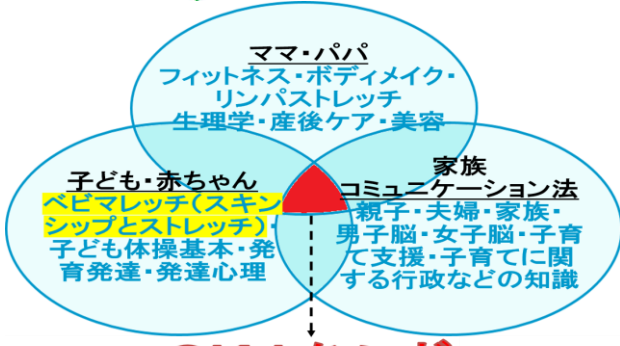 ママ・パパ
フィットネス・ボディメイク・
リンパストレッチ
生理学・産後ケア・美容
子ども・赤ちゃん
ベビマレッチ(スキン
シップとストレッチ)・
子ども体操基本・発
育発達・発達心理
家族
コミュニケーション法
親子・夫婦・家族・
男子脳・女子脳・子育
て支援・子育てに関
する行政などの知識